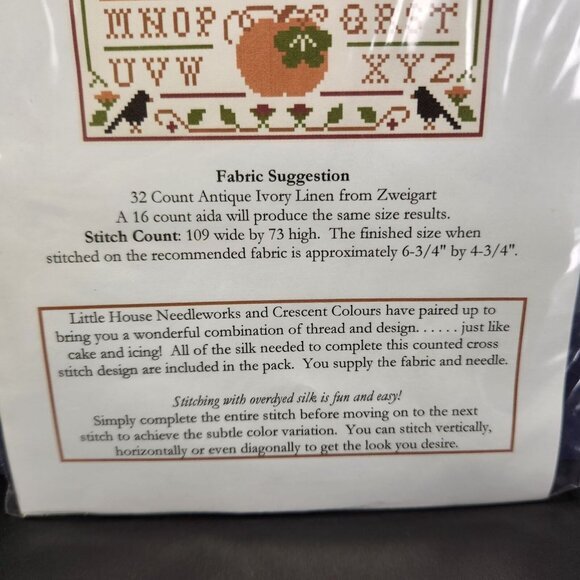 MNOP QRST
UVW XYZ
Fabric Suggestion
32 Count Antique Ivory Linen from Zweigart
A 16 count aida will produce the same size results.
Stitch Count: 109 wide by 73 high. The finished size when
stitched on the recommended fabric is approximately 6-3/4" by 4-3/4".
Little House Needleworks and Crescent Colours have paired up to
bring you a wonderful combination of thread and design. . . . . . just like
cake and icing! All of the silk needed to complete this counted cross
stitch design are included in the pack. You supply the fabric and needle.
Stitching with overdyed silk is fun and easy!
Simply complete the entire stitch before moving on to the next
stitch to achieve the subtle color variation. You can stitch vertically,
horizontally or even diagonally to get the look you desire.